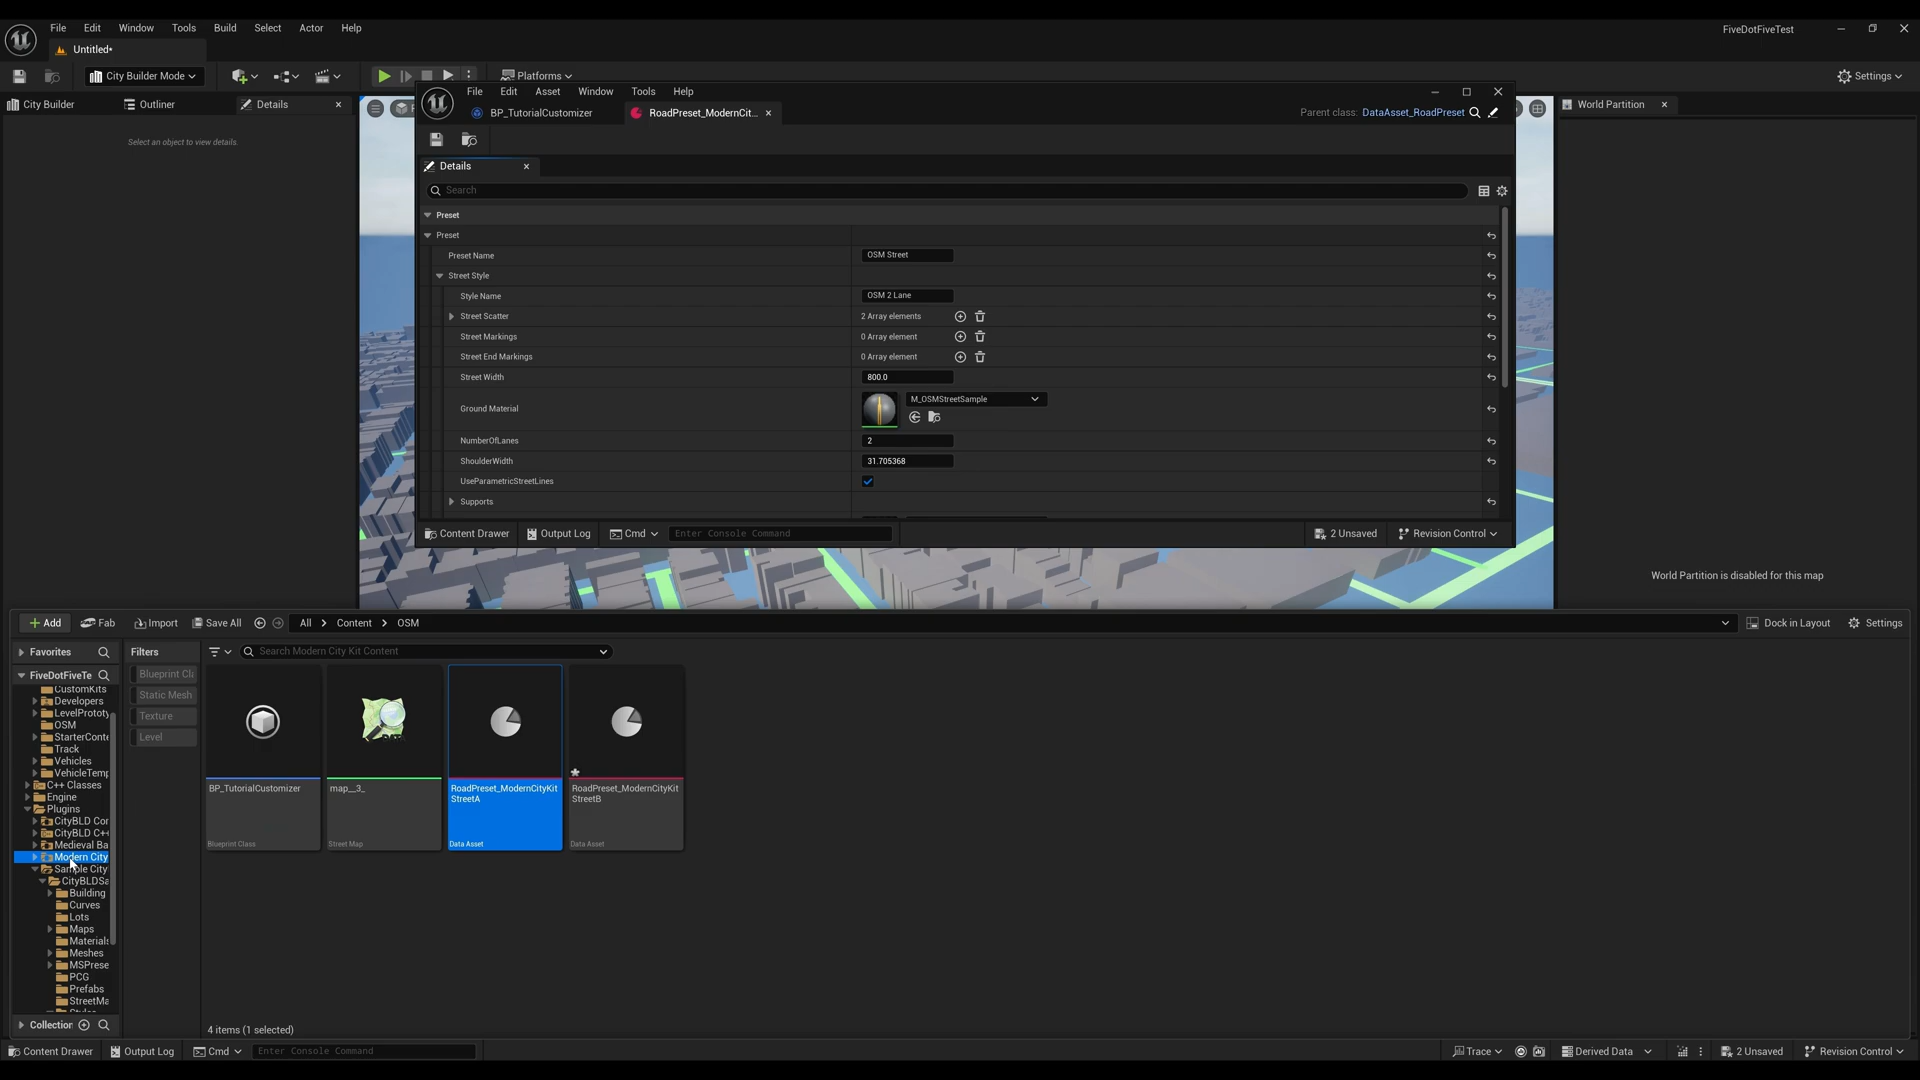 File Edit Window Tools Build Select Actor Help
FiveDotFiveTest
Untitled*
City Builder Mode
Platforms
Settings
City Builder
Outliner
Details
World Partition
Select an object to view details.
File Edit Asset Window Tools Help
BP_TutorialCustomizer
RoadPreset_ModernCit...
Parent class: DataAsset_RoadPreset
Details
Search
Preset
Preset
Preset Name
OSM Street
Street Style
Style Name
OSM 2 Lane
Street Scatter
2 Array elements
Street Markings
0 Array element
Street End Markings
0 Array element
Street Width
800.0
Ground Material
M_OSMStreetSample
NumberOfLanes
2
ShoulderWidth
31.705368
UseParametricStreetLines
Supports
Content Drawer
Output Log
Cmd
Enter Console Command
2 Unsaved
Revision Control
World Partition is disabled for this map
Add
Fab
Import
Save All
All > Content > OSM
Dock in Layout
Settings
Favorites
FiveDotFiveTe
CustomKits
Developers
LevelPrototy
OSM
StarterConte
Track
Vehicles
VehicleTemp
C++ Classes
Engine
Plugins
CityBLD Cor
CityBLD C++
Medieval Ba
Modern City
Sample City
CityBLDSa
Building
Curves
Lots
Maps
Materials
Meshes
MSPrese
PCG
Prefabs
StreetMa
Collection
Filters
Blueprint Cla
Static Mesh
Texture
Level
Search Modern City Kit Content
BP_TutorialCustomizer
Blueprint Class
map__3_
Street Map
RoadPreset_ModernCityKit
StreetA
Data Asset
RoadPreset_ModernCityKit
StreetB
Data Asset
4 items (1 selected)
Content Drawer
Output Log
Cmd
Enter Console Command
Trace
Derived Data
2 Unsaved
Revision Control